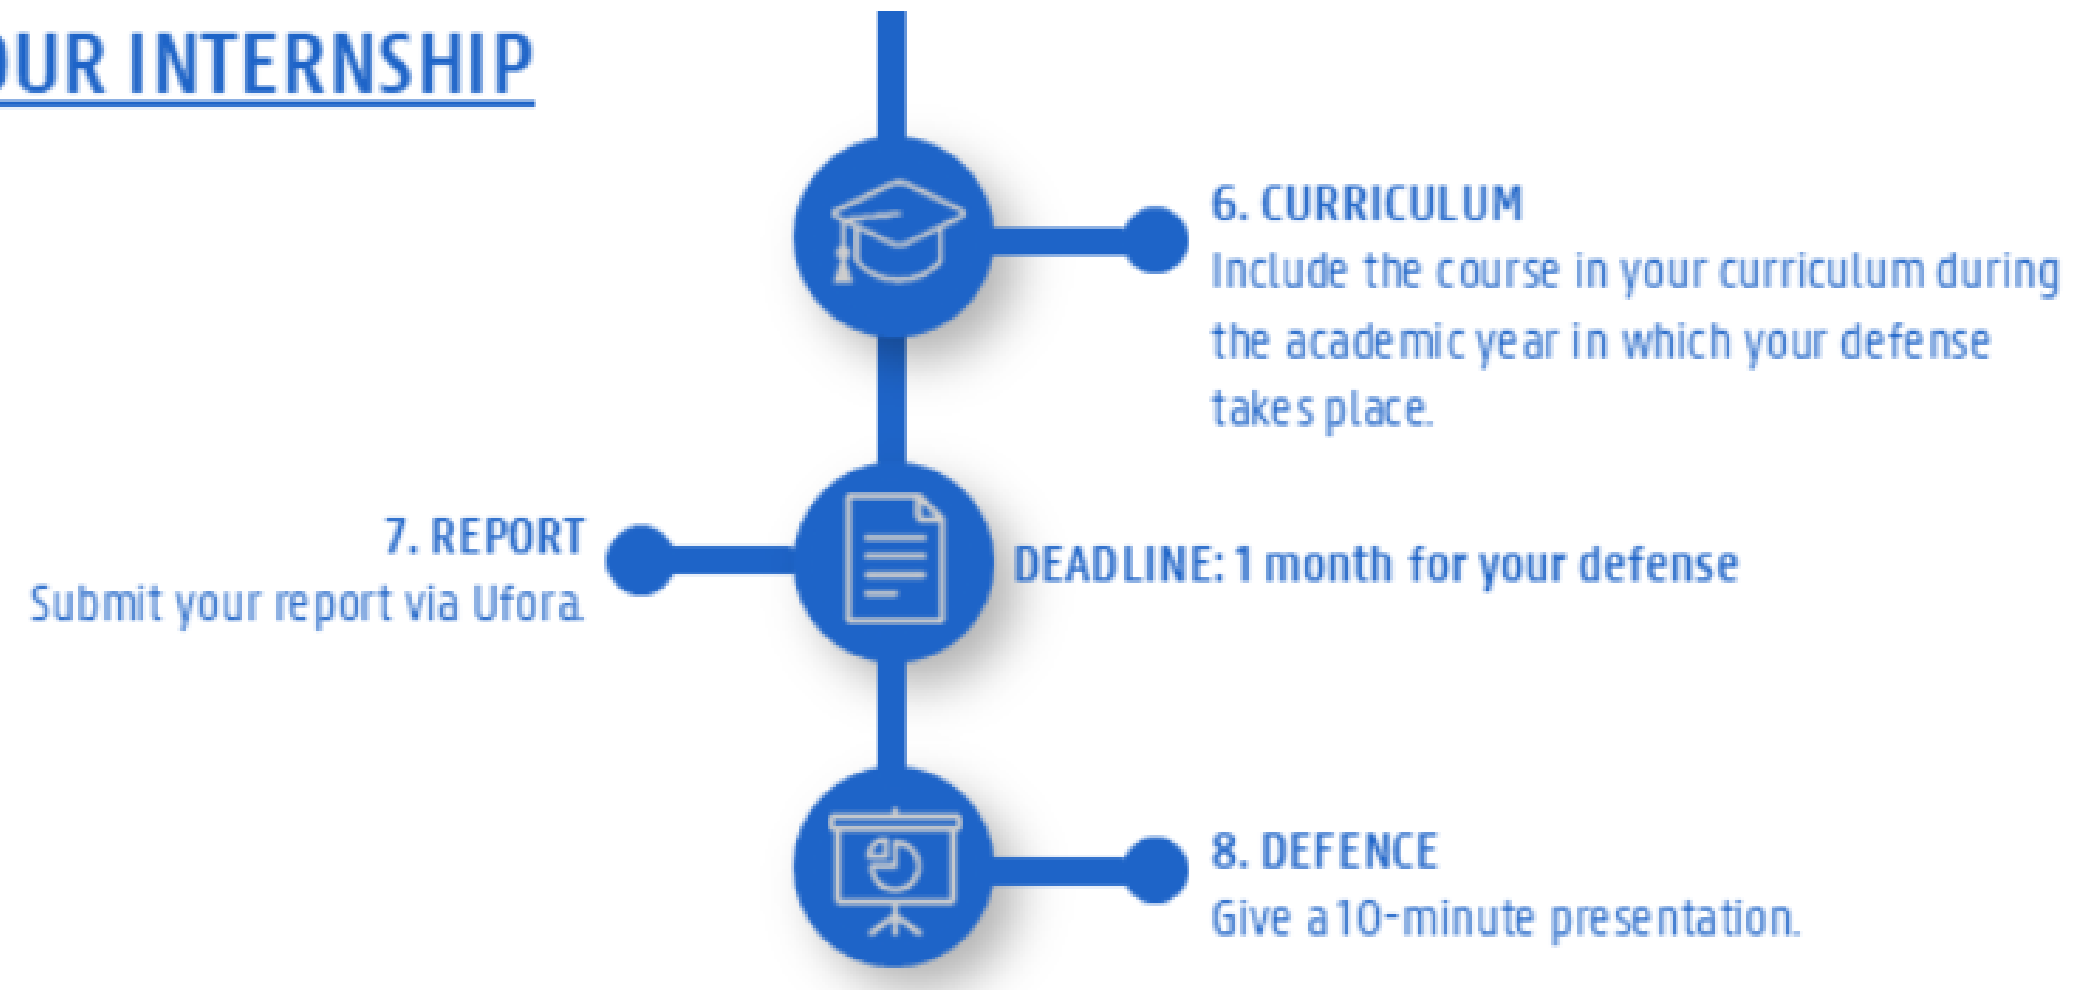 OUR INTERNSHIP
6. CURRICULUM
Include the course in your curriculum during
the academic year in which your defense
takes place.
7. REPORT
Submit your report via Ufora.
DEADLINE: 1 month for your defense
8. DEFENCE
Give a 10-minute presentation.